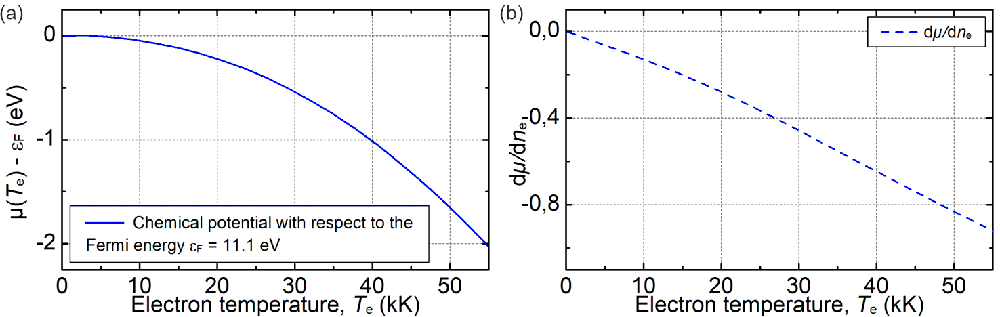 (a)
0
-1
-2
μ(Te) - εF (eV)
Chemical potential with respect to the
Fermi energy εF = 11.1 eV
0 10 20 30 40 50
Electron temperature, Te (kK)
(b)
0,0
-0,4
-0,8
dμ/dne
dμ/dne
0 10 20 30 40 50
Electron temperature, Te (kK)